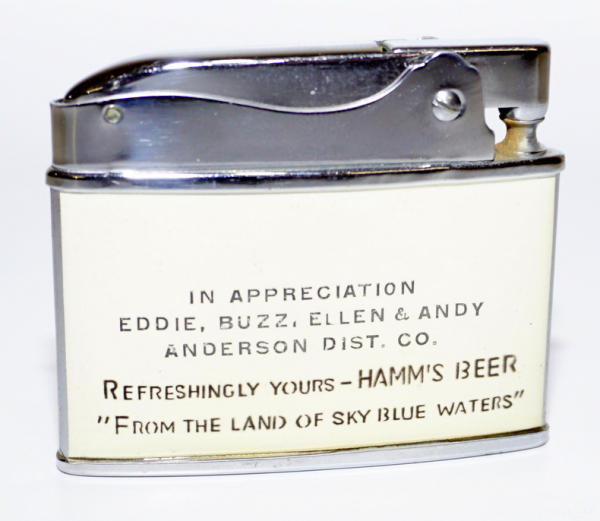 IN APPRECIATION
EDDIE, BUZZ, ELLEN & ANDY
ANDERSON DIST. CO.
REFRESHINGLY YOURS - HAMM'S BEER
"FROM THE LAND OF SKY BLUE WATERS"